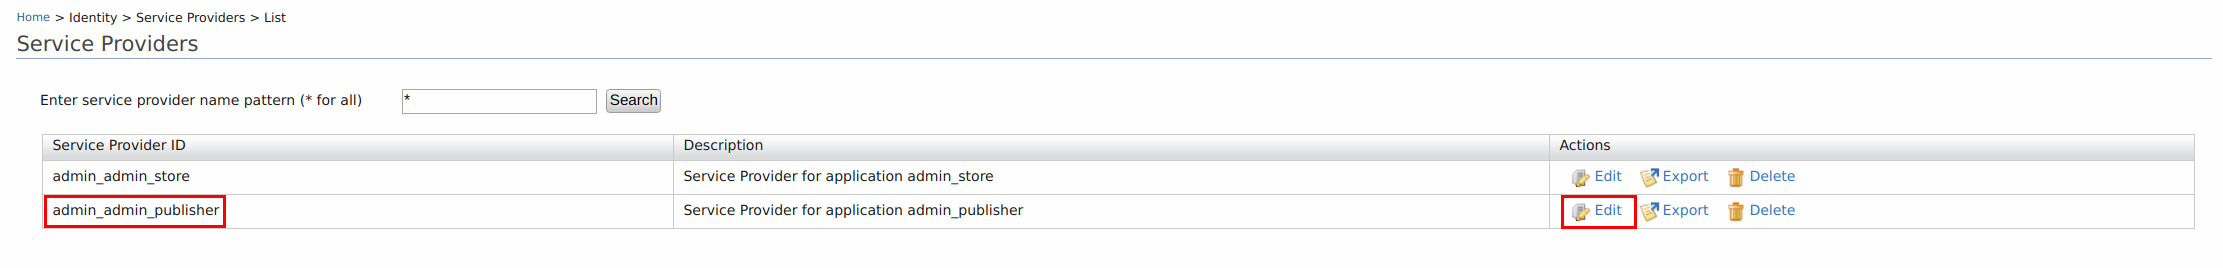 Home > Identity > Service Providers > List
Service Providers
Enter service provider name pattern (* for all) * Search
Service Provider ID Description Actions
admin_admin_store Service Provider for application admin_store Edit Export Delete
admin_admin_publisher Service Provider for application admin_publisher Edit Export Delete